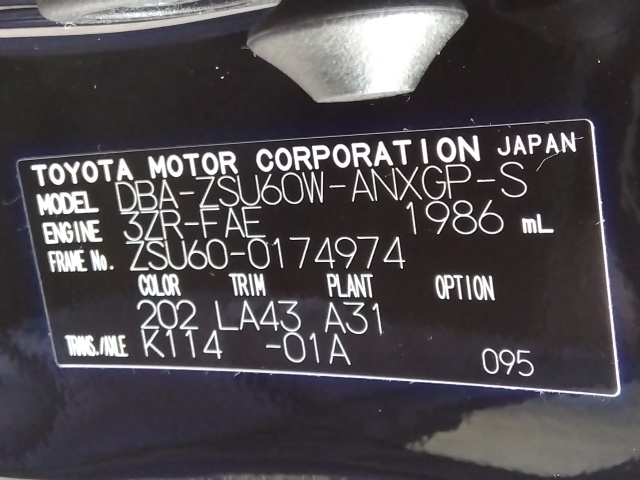 TOYOTA MOTOR CORPORATION JAPAN
MODEL DBA-ZSU60W-ANXGP-S
ENGINE 3ZR-FAE 1986 mL
FRAME No. ZSU60-0174974
COLOR TRIM PLANT OPTION
202 LA43 A31
TRANS./AXLE K114 -01A
095